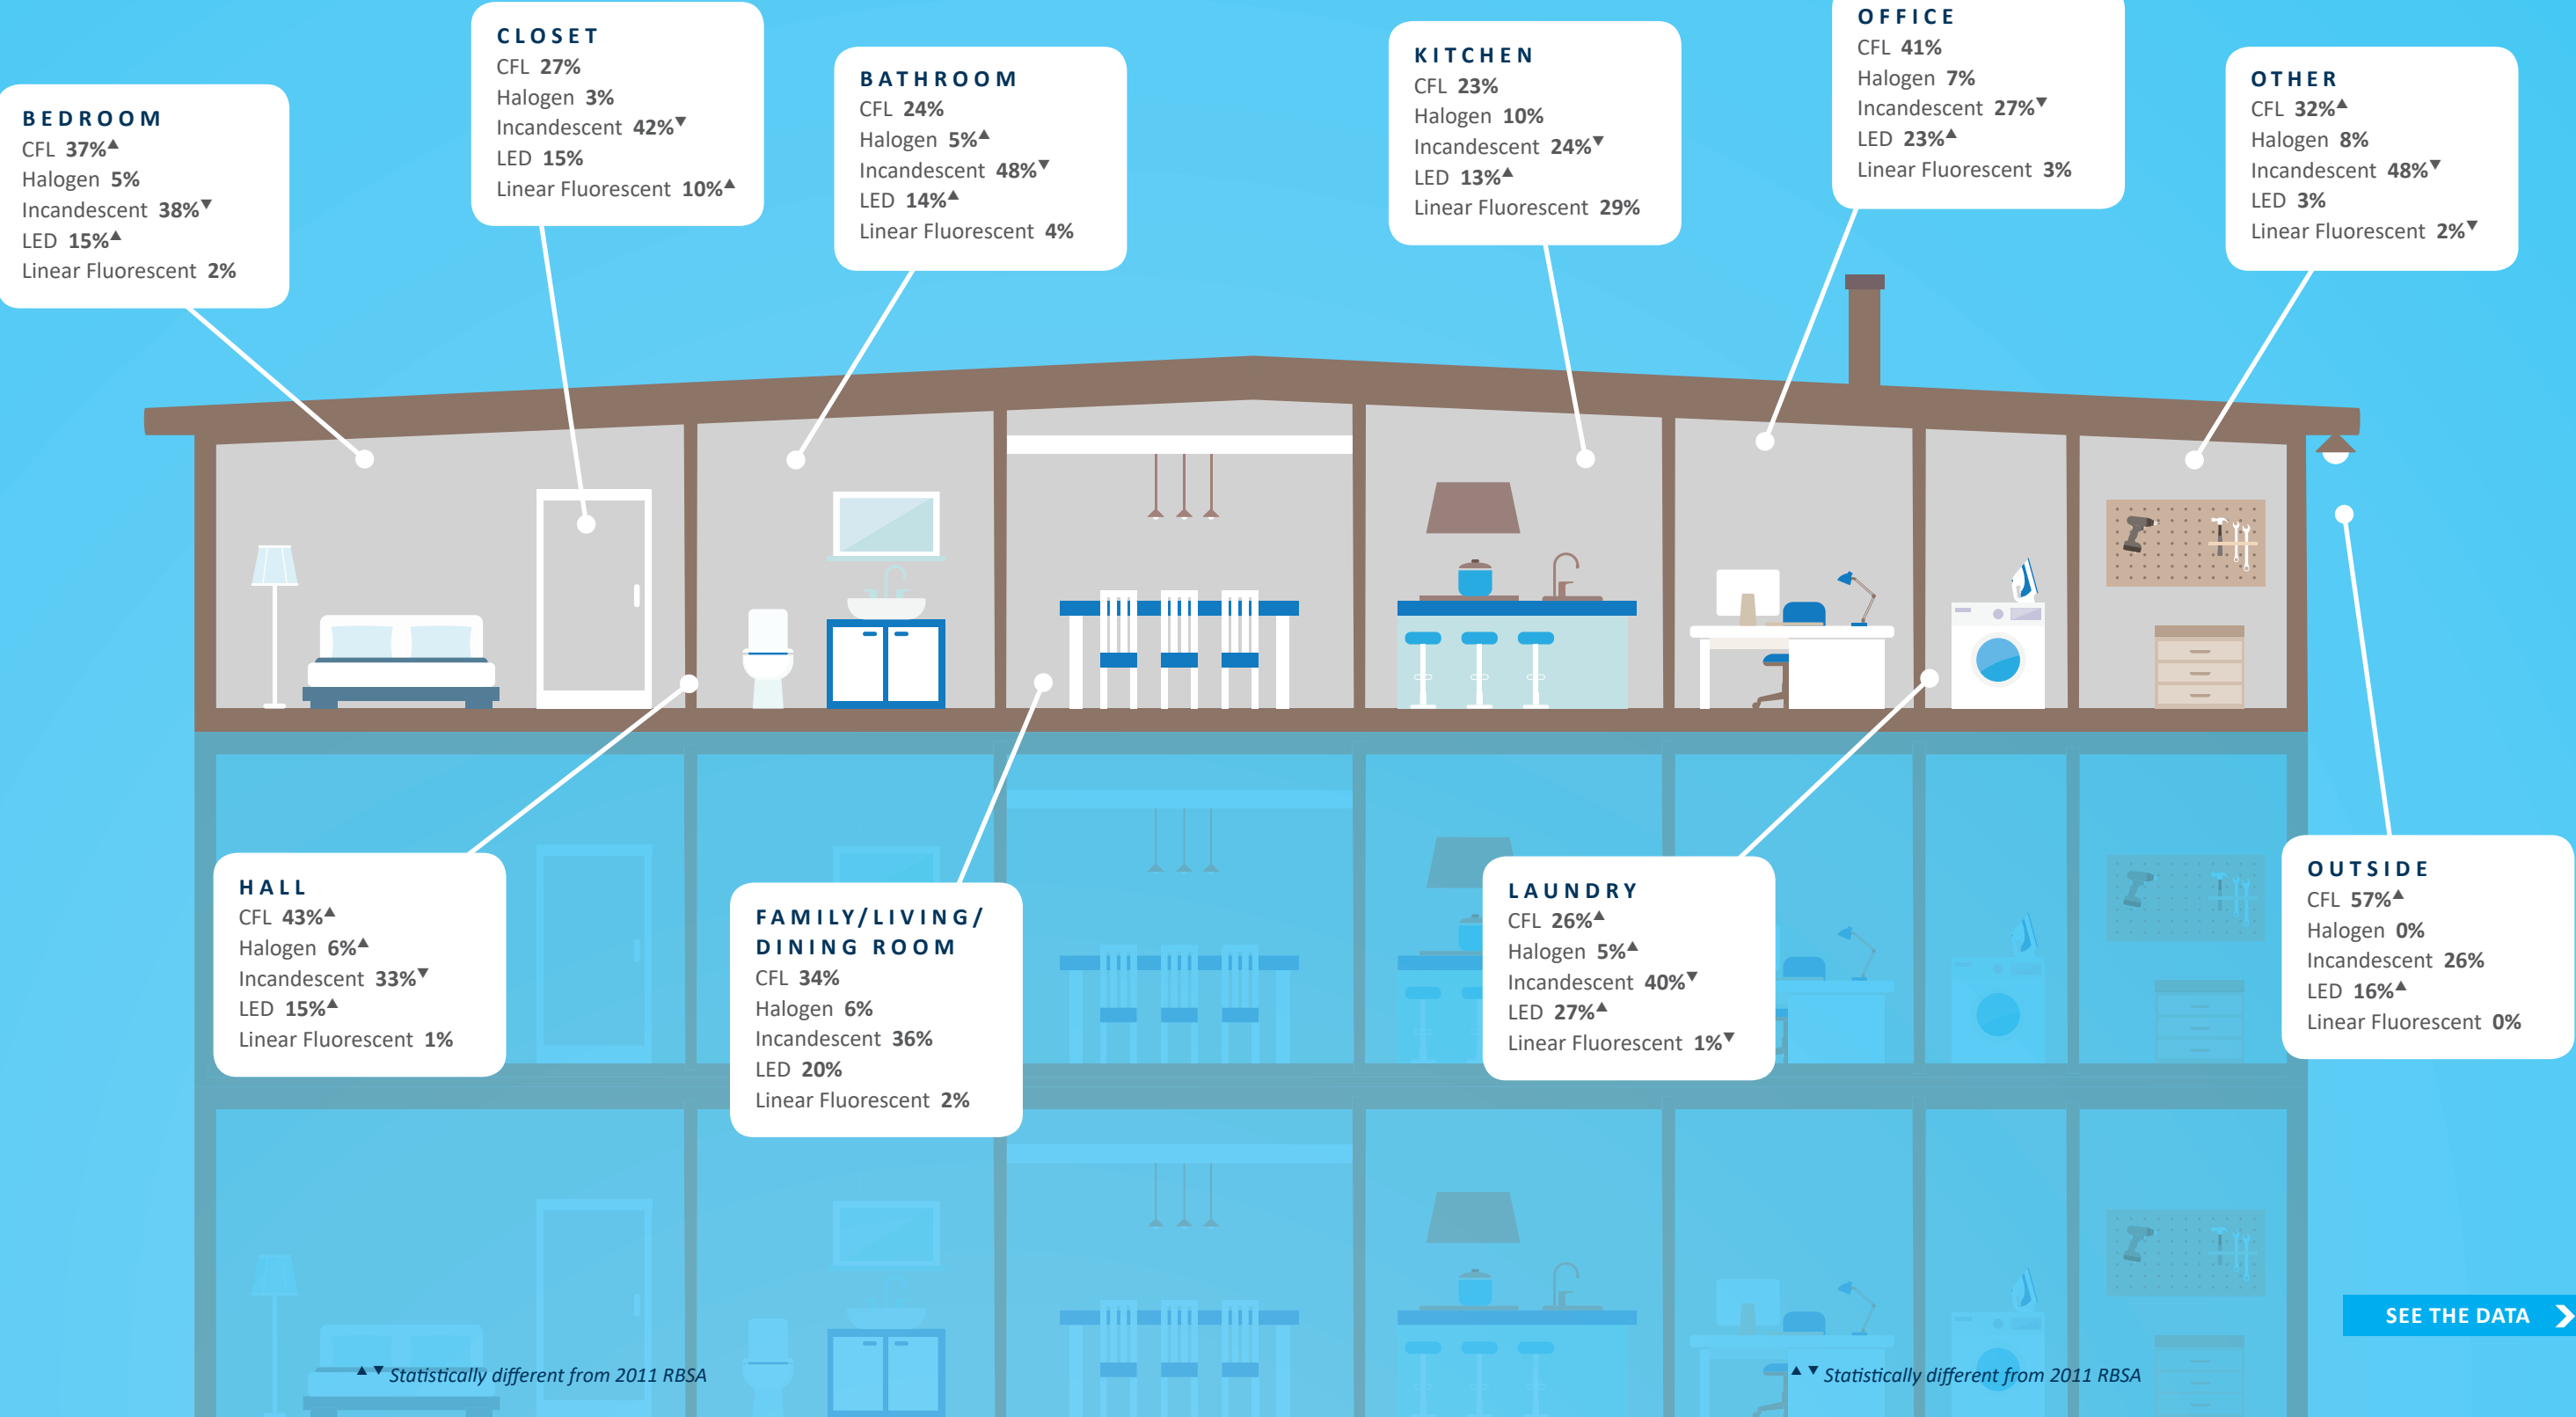 BEDROOM
CFL 37%▲
Halogen 5%
Incandescent 38%▼
LED 15%▲
Linear Fluorescent 2%
CLOSET
CFL 27%
Halogen 3%
Incandescent 42%▼
LED 15%
Linear Fluorescent 10%▲
BATHROOM
CFL 24%
Halogen 5%▲
Incandescent 48%▼
LED 14%▲
Linear Fluorescent 4%
KITCHEN
CFL 23%
Halogen 10%
Incandescent 24%▼
LED 13%▲
Linear Fluorescent 29%
OFFICE
CFL 41%
Halogen 7%
Incandescent 27%▼
LED 23%▲
Linear Fluorescent 3%
OTHER
CFL 32%▲
Halogen 8%
Incandescent 48%▼
LED 3%
Linear Fluorescent 2%▼
HALL
CFL 43%▲
Halogen 6%▲
Incandescent 33%▼
LED 15%▲
Linear Fluorescent 1%
FAMILY/LIVING/
DINING ROOM
CFL 34%
Halogen 6%
Incandescent 36%
LED 20%
Linear Fluorescent 2%
LAUNDRY
CFL 26%▲
Halogen 5%▲
Incandescent 40%▼
LED 27%▲
Linear Fluorescent 1%▼
OUTSIDE
CFL 57%▲
Halogen 0%
Incandescent 26%
LED 16%▲
Linear Fluorescent 0%
SEE THE DATA
▲ ▼ Statistically different from 2011 RBSA
▲ ▼ Statistically different from 2011 RBSA